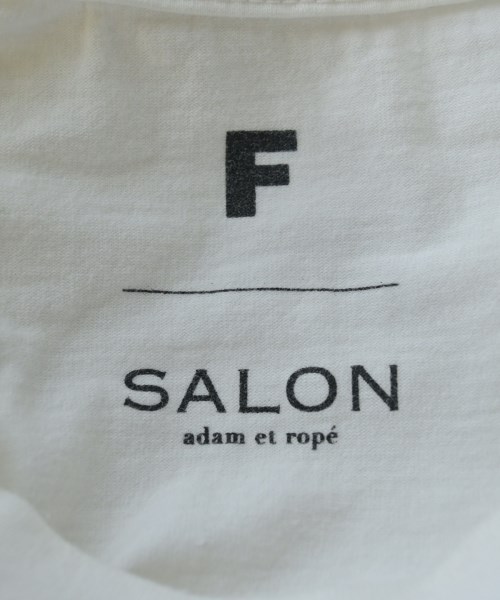 F
SALON
adam et ropé